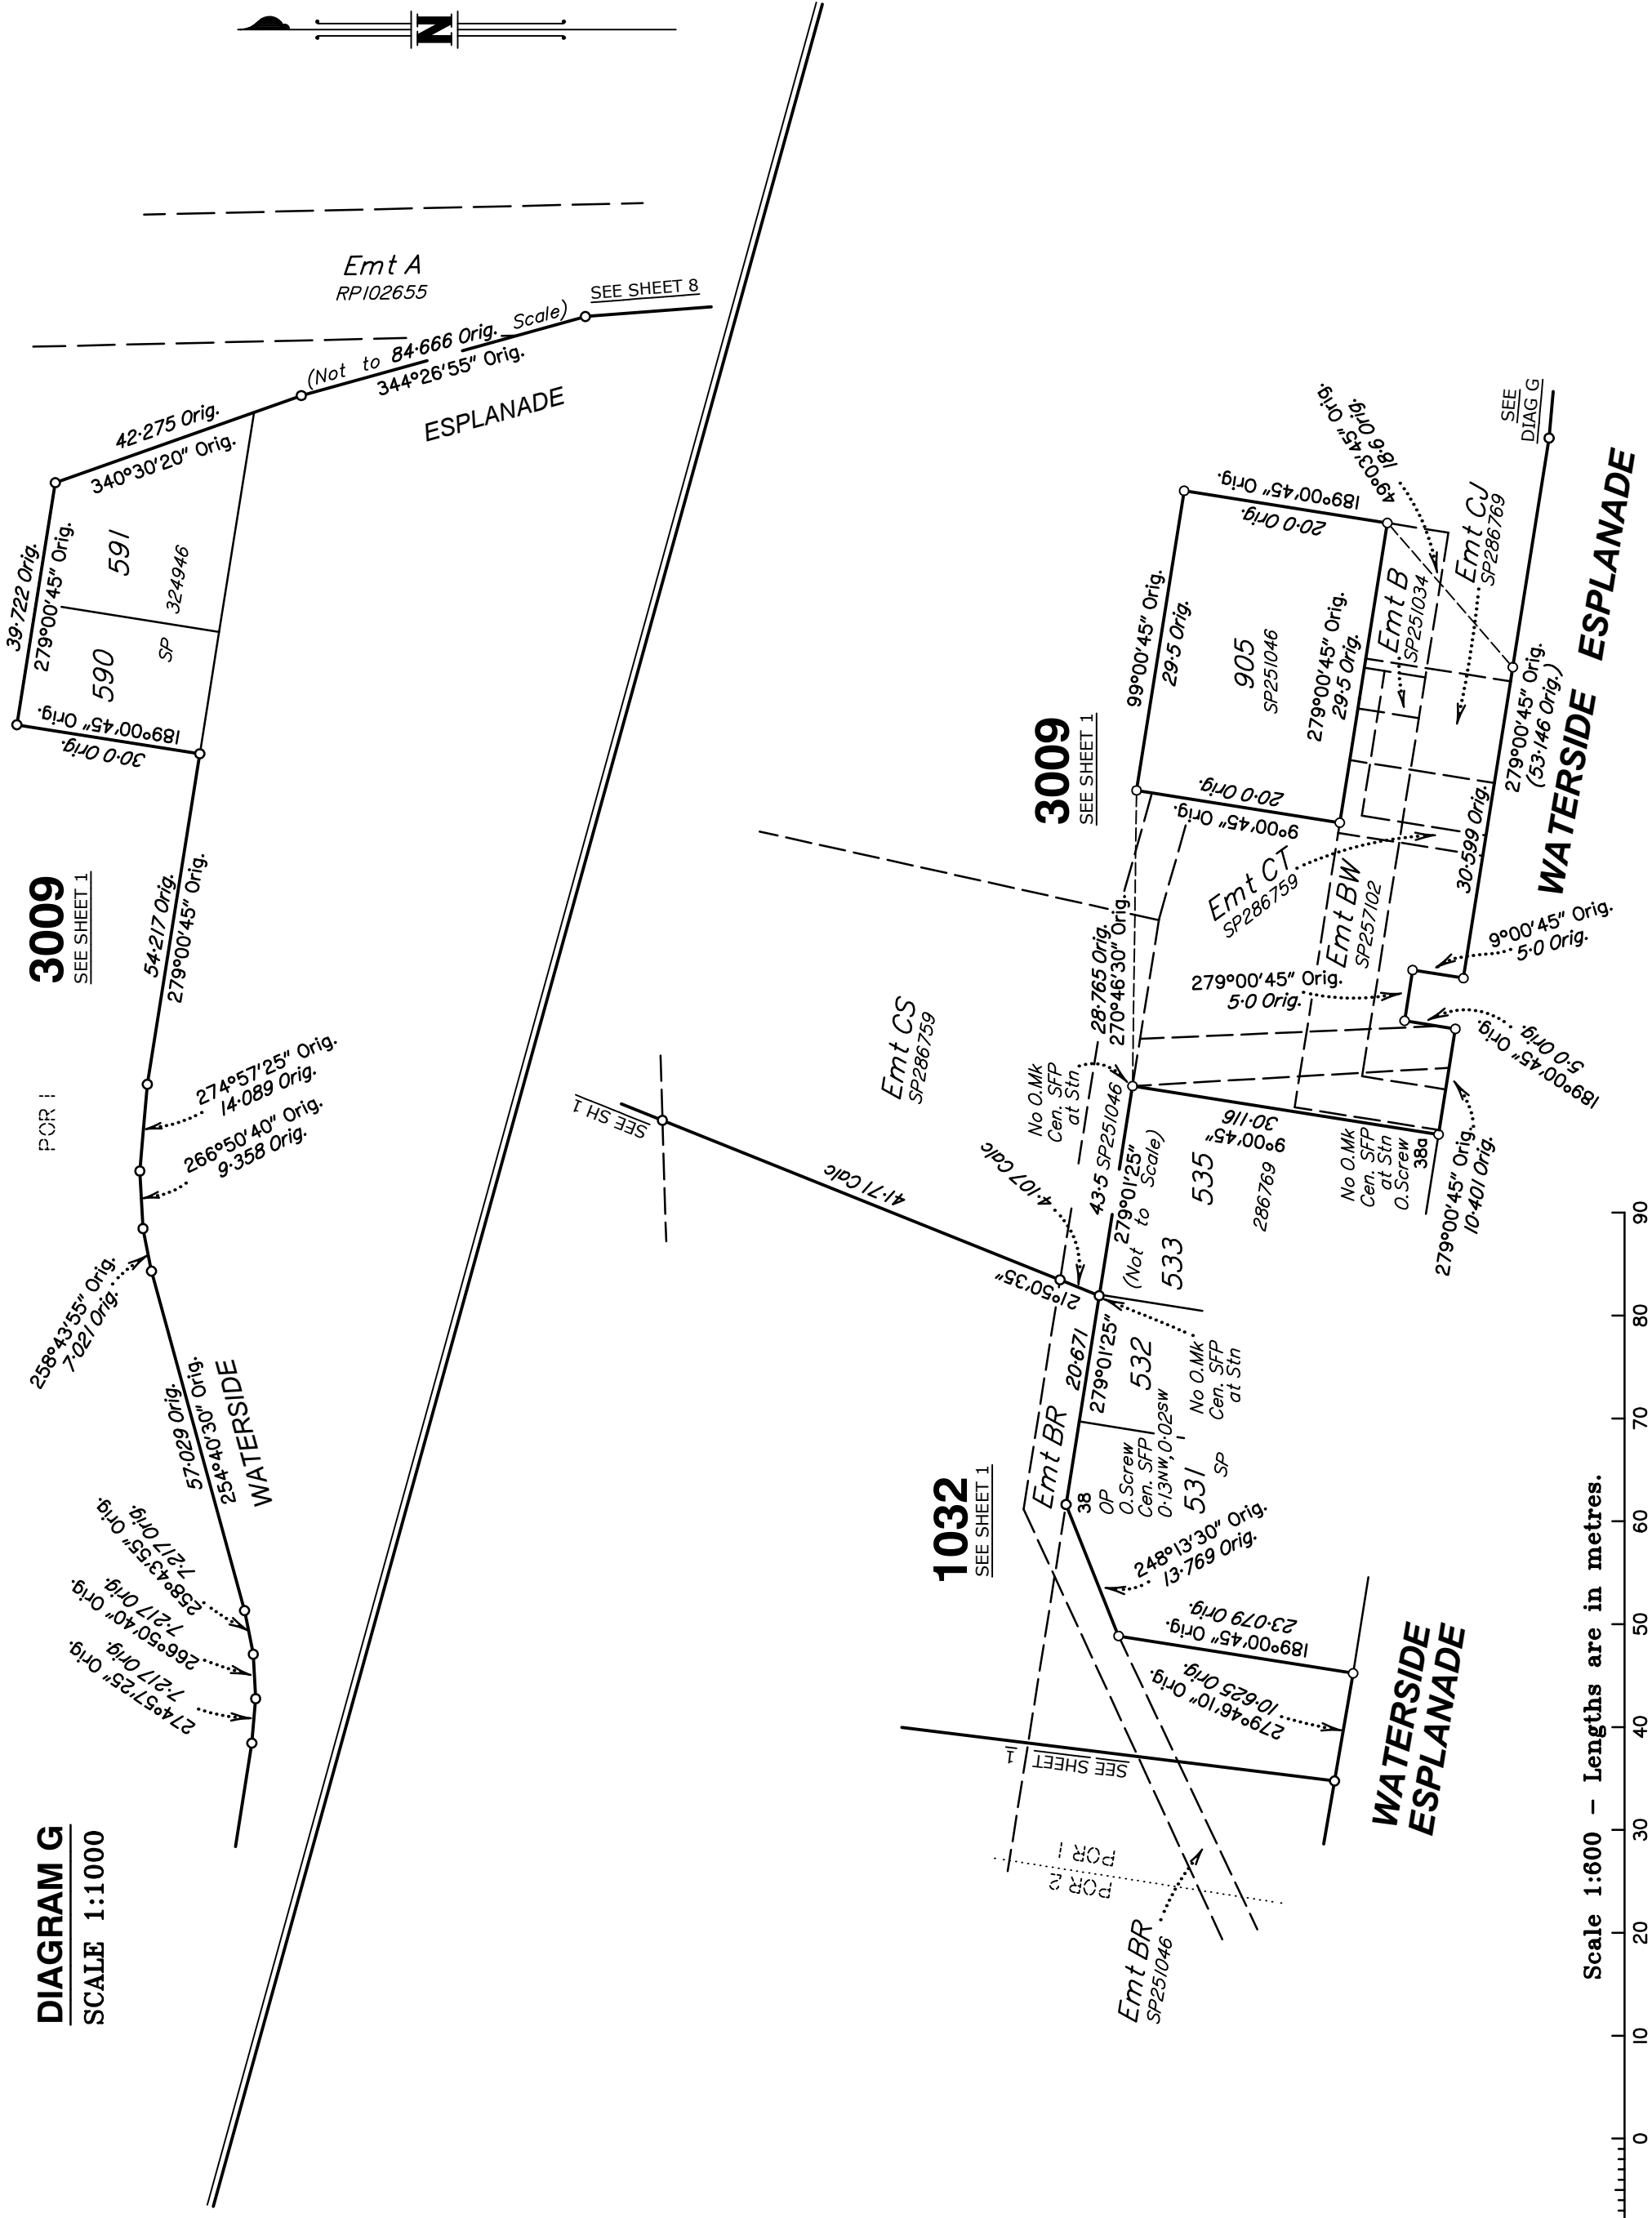 DIAGRAM G
SCALE 1:1000
N
POR 1
3009
SEE SHEET 1
274°57'25" Orig.
7·217 Orig.
266°50'40" Orig.
7·217 Orig.
258°43'55" Orig.
7·217 Orig.
57·029 Orig.
254°40'30" Orig.
WATERSIDE
258°43'55" Orig.
7·021 Orig.
266°50'40" Orig.
9·358 Orig.
274°57'25" Orig.
14·089 Orig.
54·217 Orig.
279°00'45" Orig.
30·0 Orig.
189°00'45" Orig.
39·722 Orig.
279°00'45" Orig.
590
591
SP
324946
42·275 Orig.
340°30'20" Orig.
(Not to
84·666 Orig.
Scale)
344°26'55" Orig.
ESPLANADE
SEE SHEET 8
Emt A
RP102655
Emt BR
SP251046
POR 2
POR 1
SEE SHEET 1
WATERSIDE
ESPLANADE
279°46'10" Orig.
10·625 Orig.
189°00'45" Orig.
23·079 Orig.
248°13'30" Orig.
13·769 Orig.
1032
SEE SHEET 1
Emt BR
38
OP
O.Screw
Cen. SFP
0·13NW,0·02SW
531
SP
532
20·671
279°01'25"
No O.Mk
Cen. SFP
at Stn
21°50'35"
4·107 Calc
41·71 Calc
SEE SH 1
Emt CS
SP286759
43·5 SP251046
279°01'25"
(Not to Scale)
533
535
286769
9°00'45"
30·116
No O.Mk
Cen. SFP
at Stn
28·765 Orig.
270°46'30" Orig.
No O.Mk
Cen. SFP
at Stn
O.Screw
38a
279°00'45" Orig.
10·401 Orig.
189°00'45" Orig.
5·0 Orig.
279°00'45" Orig.
5·0 Orig.
9°00'45" Orig.
5·0 Orig.
Emt CT
SP286759
Emt BW
SP257102
3009
SEE SHEET 1
99°00'45" Orig.
29·5 Orig.
905
SP251046
9°00'45" Orig.
20·0 Orig.
189°00'45" Orig.
20·0 Orig.
279°00'45" Orig.
29·5 Orig.
Emt B
SP251034
Emt CJ
SP286769
49°03'45" Orig.
18·6 Orig.
30·599 Orig.
279°00'45" Orig.
(53·146 Orig.)
SEE
DIAG G
WATERSIDE ESPLANADE
Scale 1:600 – Lengths are in metres.
0 10 20 30 40 50 60 70 80 90